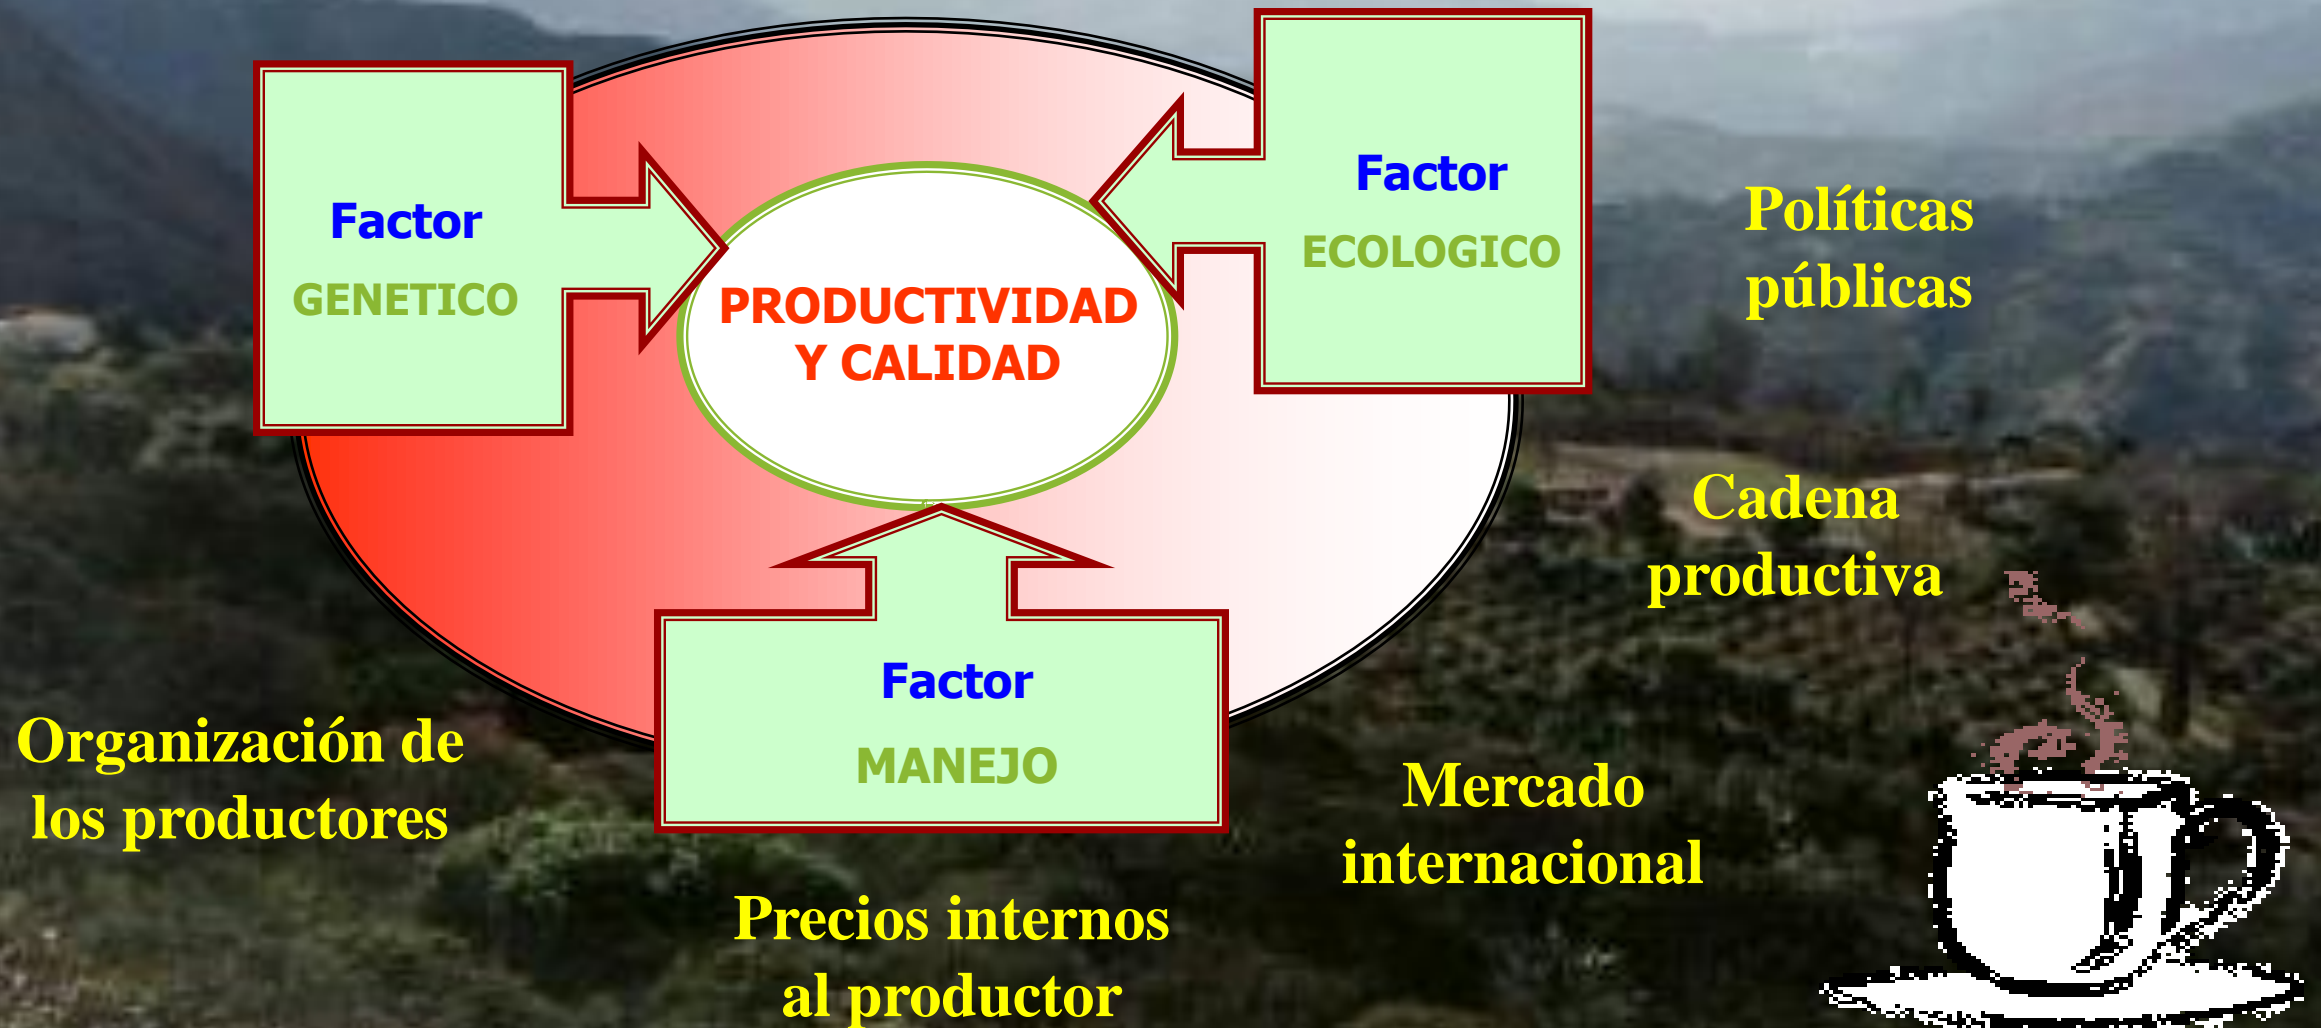 Factor
GENETICO
Factor
ECOLOGICO
PRODUCTIVIDAD
Y CALIDAD
Políticas
públicas
Cadena
productiva
Factor
MANEJO
Organización de
los productores
Mercado
internacional
Precios internos
al productor